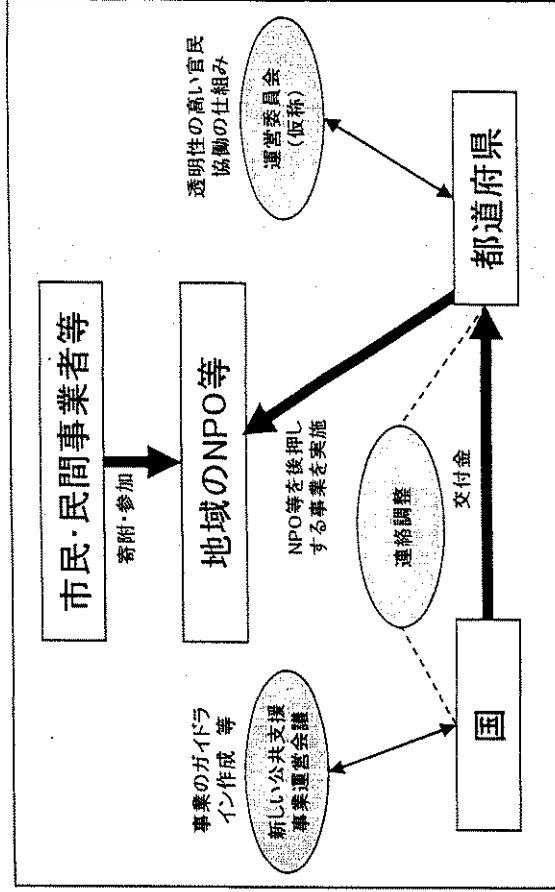 市民・民間事業者等
寄附・参加
地域のNPO等
透明性の高い官民
協働の仕組み
運営委員会
（仮称）
NPO等を後押し
する事業を実施
事業のガイドラ
イン作成 等
新しい公共支援
事業運営会議
連絡調整
国
交付金
都道府県